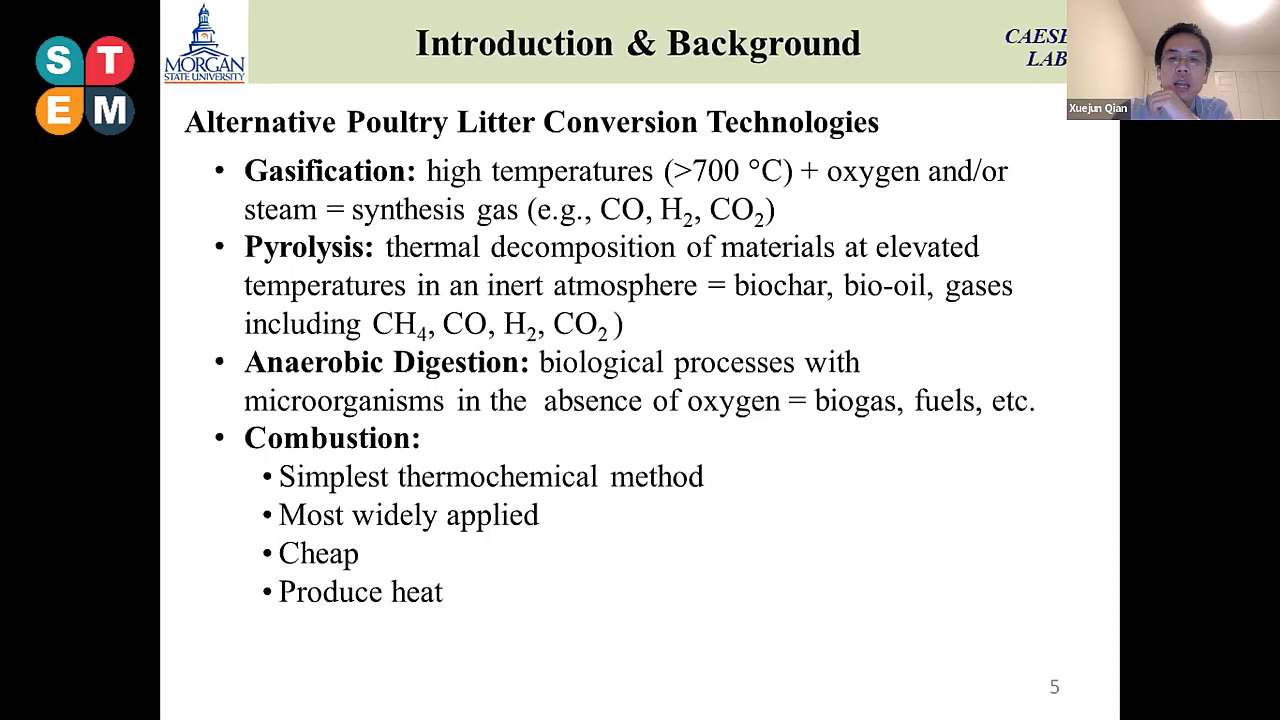 S T
E M
MORGAN
STATE UNIVERSITY
Introduction & Background
LAB
Xuejun Qian
Alternative Poultry Litter Conversion Technologies
• Gasification: high temperatures (>700 °C) + oxygen and/or
steam = synthesis gas (e.g., CO, H₂, CO₂)
• Pyrolysis: thermal decomposition of materials at elevated
temperatures in an inert atmosphere = biochar, bio-oil, gases
including CH₄, CO, H₂, CO₂ )
• Anaerobic Digestion: biological processes with
microorganisms in the absence of oxygen = biogas, fuels, etc.
• Combustion:
• Simplest thermochemical method
• Most widely applied
• Cheap
• Produce heat
5